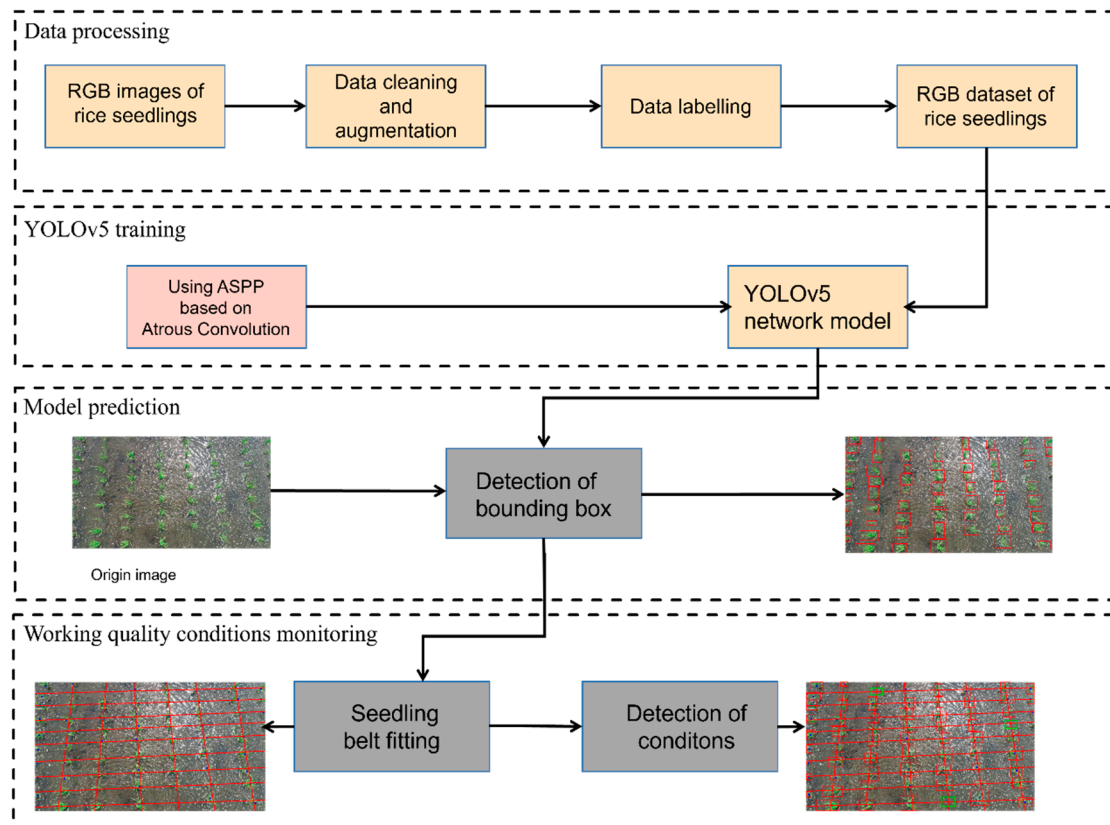 Data processing
RGB images of
rice seedlings
Data cleaning
and
augmentation
Data labelling
RGB dataset of
rice seedlings
YOLOv5 training
Using ASPP
based on
Atrous Convolution
YOLOv5
network model
Model prediction
Detection of
bounding box
Origin image
Working quality conditions monitoring
Seedling
belt fitting
Detection of
conditons